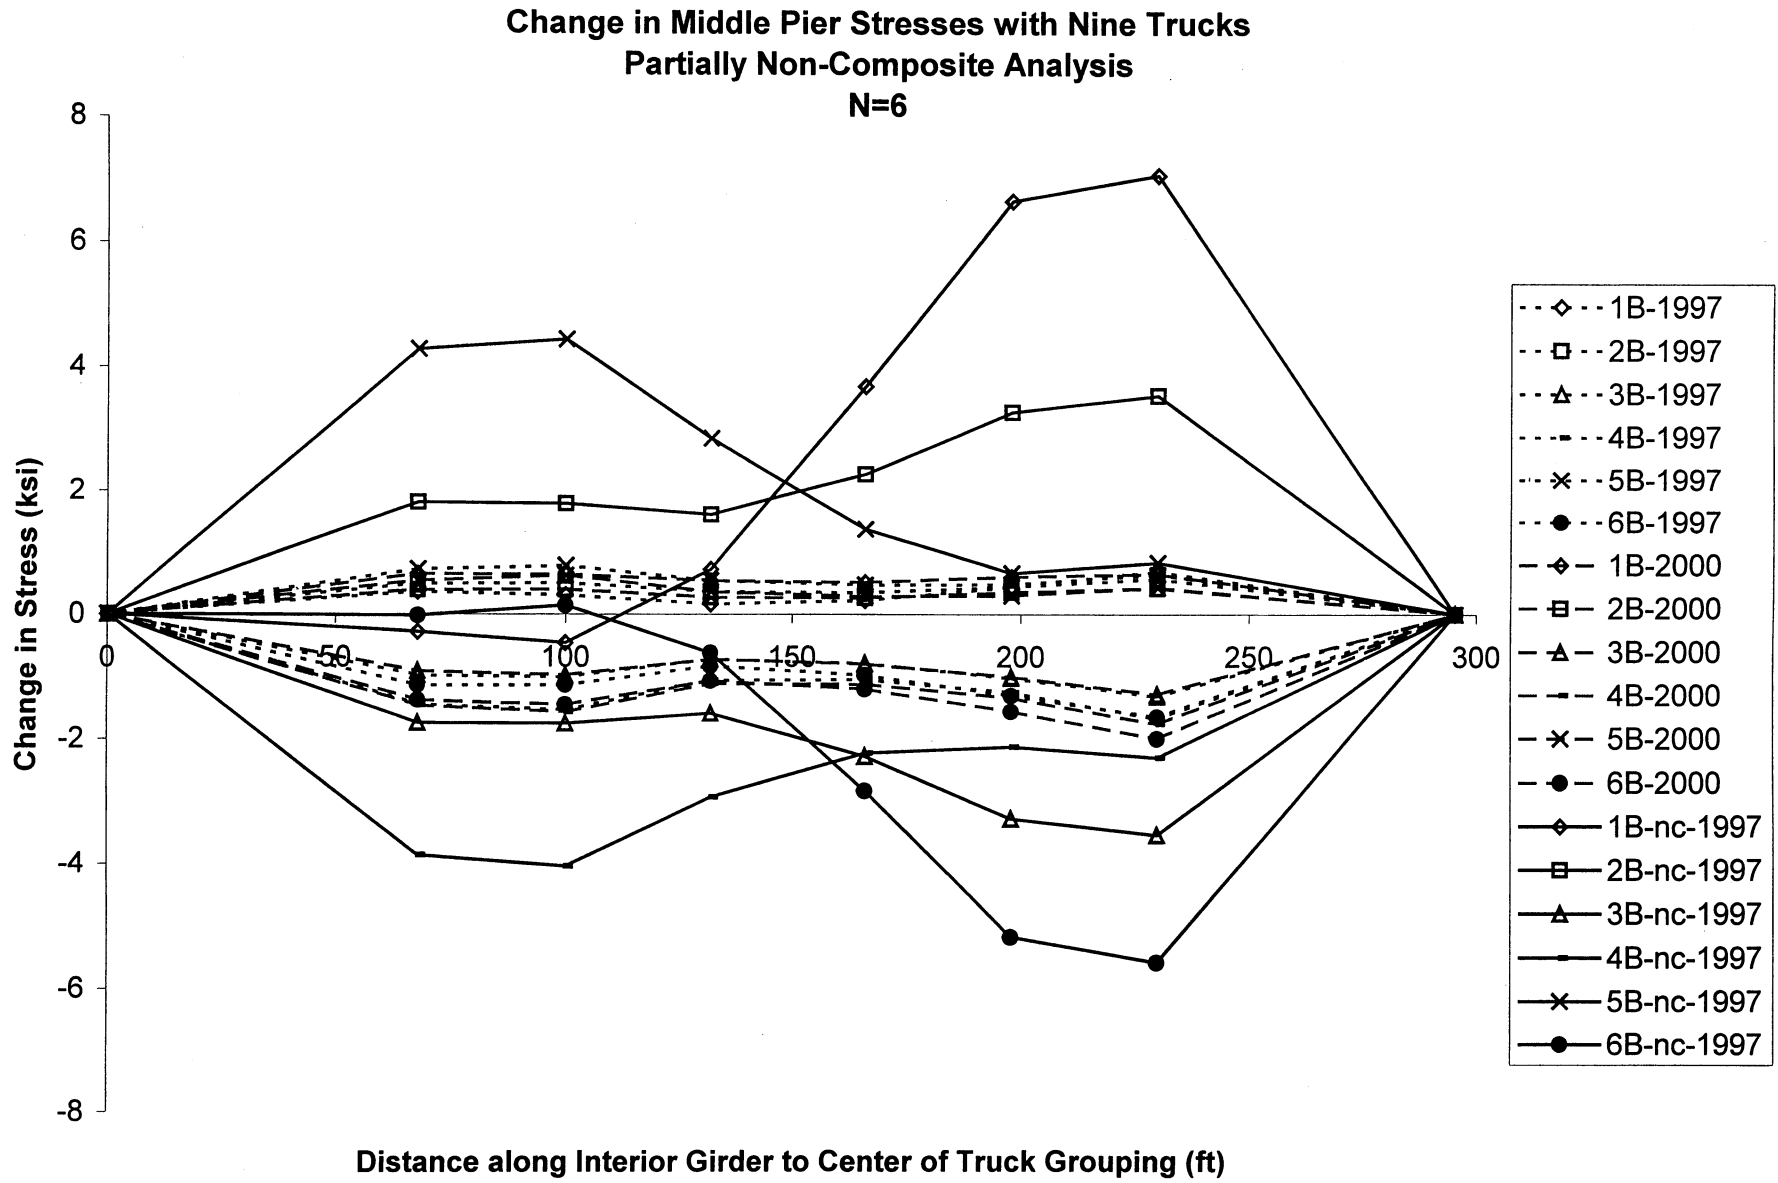 Change in Middle Pier Stresses with Nine Trucks
Partially Non-Composite Analysis
N=6
8
6
4
2
0
-2
-4
-6
-8
0
50
100
150
200
250
300
Change in Stress (ksi)
Distance along Interior Girder to Center of Truck Grouping (ft)
1B-1997
2B-1997
3B-1997
4B-1997
5B-1997
6B-1997
1B-2000
2B-2000
3B-2000
4B-2000
5B-2000
6B-2000
1B-nc-1997
2B-nc-1997
3B-nc-1997
4B-nc-1997
5B-nc-1997
6B-nc-1997